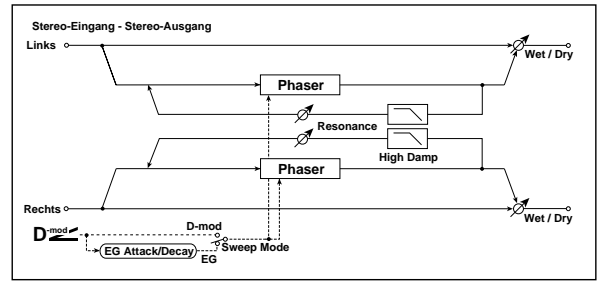 Stereo-Eingang - Stereo-Ausgang
Links
Wet / Dry
Phaser
Resonance
High Damp
Phaser
Rechts
Wet / Dry
D-mod
D-mod
Sweep Mode
EG Attack/Decay
EG